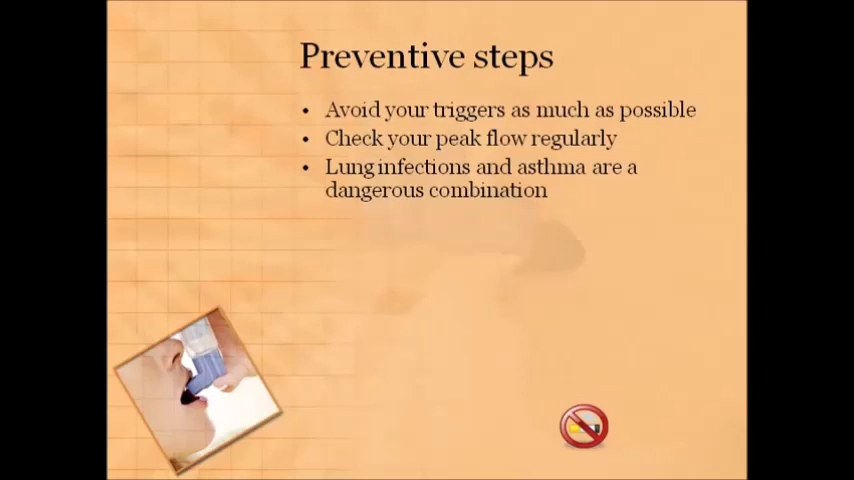 Preventive steps
• Avoid your triggers as much as possible
• Check your peak flow regularly
• Lung infections and asthma are a
dangerous combination